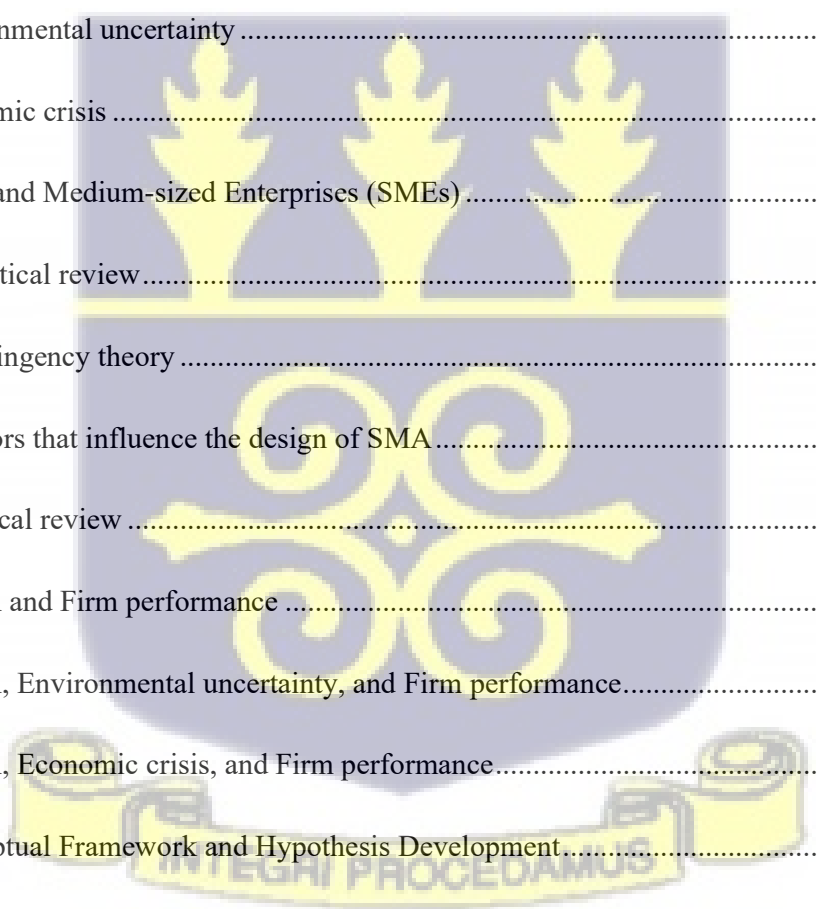 nmental uncertainty ..........................................................................
mic crisis ..........................................................................................
and Medium-sized Enterprises (SMEs) .............................................
tical review ......................................................................................
ingency theory .................................................................................
ors that influence the design of SMA ................................................
cal review ........................................................................................
and Firm performance .....................................................................
, Environmental uncertainty, and Firm performance.........................
, Economic crisis, and Firm performance..........................................
ptual Framework and Hypothesis Development................................
INTEGRI PROCEDAMUS